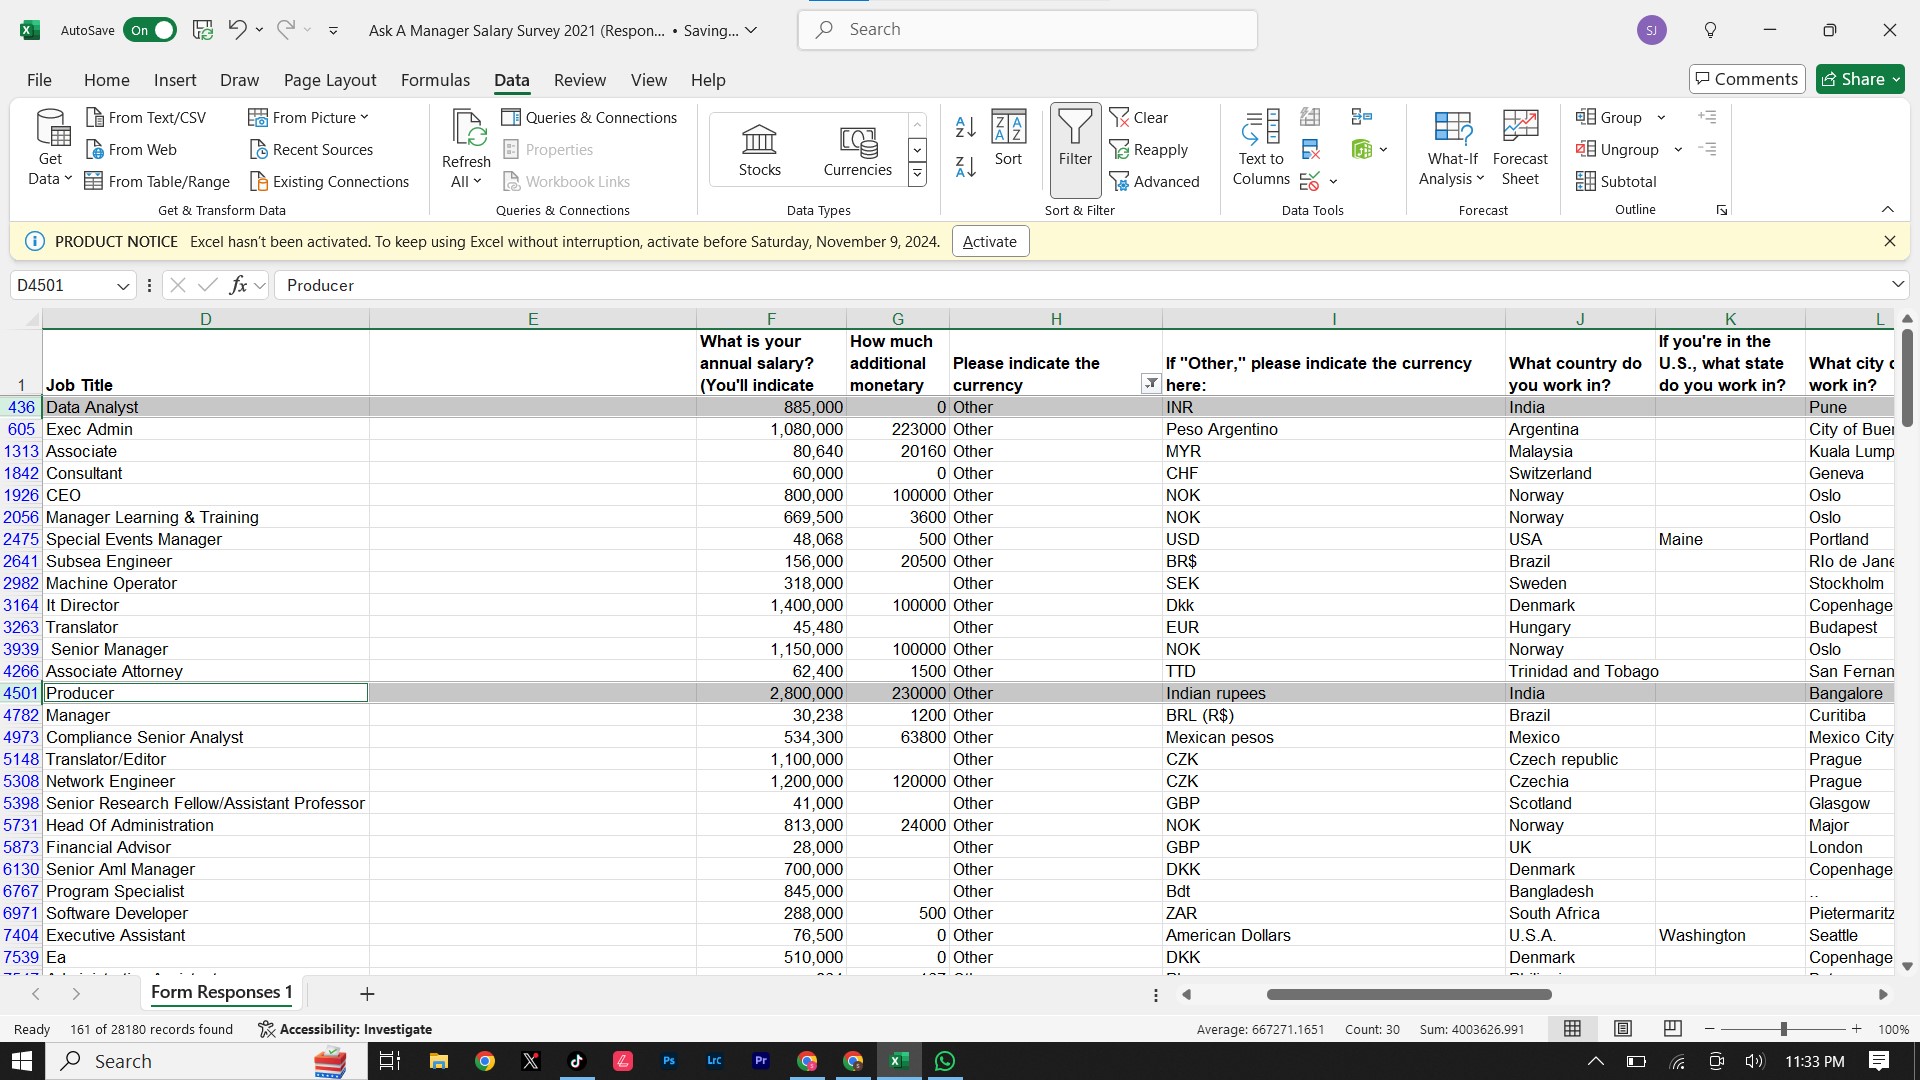 AutoSave On Ask A Manager Salary Survey 2021 (Respon... • Saving... Search SJ
File Home Insert Draw Page Layout Formulas Data Review View Help Comments Share
Get Data From Text/CSV From Web From Table/Range From Picture Recent Sources Existing Connections
Refresh All Queries & Connections Properties Workbook Links
Stocks Currencies
Sort Filter Clear Reapply Advanced
Text to Columns
What-If Analysis Forecast Sheet
Group Ungroup Subtotal
Get & Transform Data Queries & Connections Data Types Sort & Filter Data Tools Forecast Outline
PRODUCT NOTICE Excel hasn't been activated. To keep using Excel without interruption, activate before Saturday, November 9, 2024. Activate
D4501 fx Producer
D E F G H I J K L
What is your How much If you're in the
annual salary? additional Please indicate the If "Other," please indicate the currency What country do U.S., what state What city
1 Job Title (You'll indicate monetary currency here: you work in? do you work in? work in?
436 Data Analyst 885,000 0 Other INR India Pune
605 Exec Admin 1,080,000 223000 Other Peso Argentino Argentina City of Buer
1313 Associate 80,640 20160 Other MYR Malaysia Kuala Lump
1842 Consultant 60,000 0 Other CHF Switzerland Geneva
1926 CEO 800,000 100000 Other NOK Norway Oslo
2056 Manager Learning & Training 669,500 3600 Other NOK Norway Oslo
2475 Special Events Manager 48,068 500 Other USD USA Maine Portland
2641 Subsea Engineer 156,000 20500 Other BR$ Brazil RIo de Jane
2982 Machine Operator 318,000 Other SEK Sweden Stockholm
3164 It Director 1,400,000 100000 Other Dkk Denmark Copenhage
3263 Translator 45,480 Other EUR Hungary Budapest
3939 Senior Manager 1,150,000 100000 Other NOK Norway Oslo
4266 Associate Attorney 62,400 1500 Other TTD Trinidad and Tobago San Fernan
4501 Producer 2,800,000 230000 Other Indian rupees India Bangalore
4782 Manager 30,238 1200 Other BRL (R$) Brazil Curitiba
4973 Compliance Senior Analyst 534,300 63800 Other Mexican pesos Mexico Mexico City
5148 Translator/Editor 1,100,000 Other CZK Czech republic Prague
5308 Network Engineer 1,200,000 120000 Other CZK Czechia Prague
5398 Senior Research Fellow/Assistant Professor 41,000 Other GBP Scotland Glasgow
5731 Head Of Administration 813,000 24000 Other NOK Norway Major
5873 Financial Advisor 28,000 Other GBP UK London
6130 Senior Aml Manager 700,000 Other DKK Denmark Copenhage
6767 Program Specialist 845,000 Other Bdt Bangladesh ..
6971 Software Developer 288,000 500 Other ZAR South Africa Pietermaritz
7404 Executive Assistant 76,500 0 Other American Dollars U.S.A. Washington Seattle
7539 Ea 510,000 0 Other DKK Denmark Copenhage
Form Responses 1
Ready 161 of 28180 records found Accessibility: Investigate Average: 667271.1651 Count: 30 Sum: 4003626.991 100%
Search Ps LrC Pr 11:33 PM